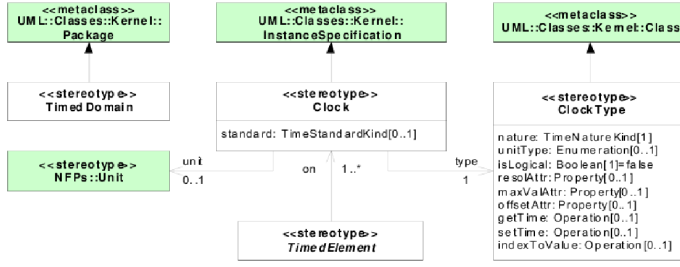 <<metaclass>>
UML::Classes::Kernel::
Package
<<metaclass>>
UML::Classes::Kernel::
InstanceSpecification
<<metaclass>>
UML::Classes::Kernel::Class
<<stereotype>>
TimedDomain
<<stereotype>>
Clock
standard: TimeStandardKind[0..1]
<<stereotype>>
ClockType
nature: TimeNatureKind[1]
unitType: Enumeration[0..1]
isLogical: Boolean[1]=false
resolAttr: Property[0..1]
maxValAttr: Property[0..1]
offsetAttr: Property[0..1]
getTime: Operation[0..1]
setTime: Operation[0..1]
indexToValue: Operation[0..1]
<<stereotype>>
NFPs::Unit
unit
0..1
on
1..*
type
1
<<stereotype>>
TimedElement